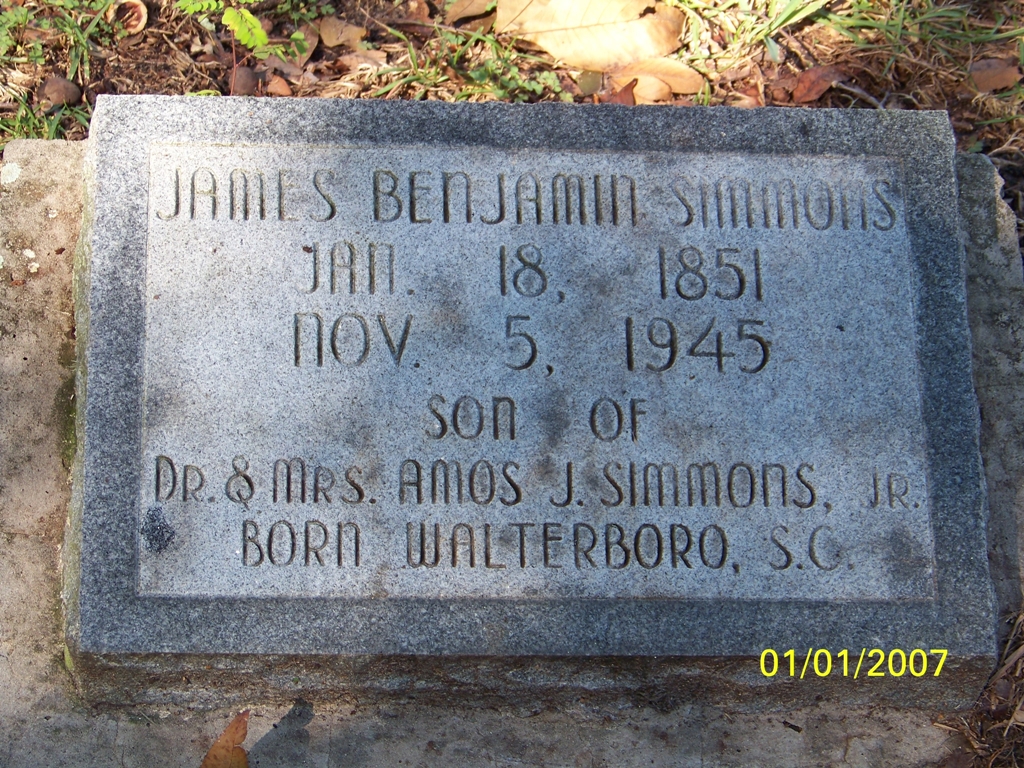 JAMES BENJAMIN SIMMONS
JAN. 18, 1851
NOV. 5, 1945
SON OF
DR. & MRS. AMOS J. SIMMONS, JR.
BORN WALTERBORO, S.C.
01/01/2007